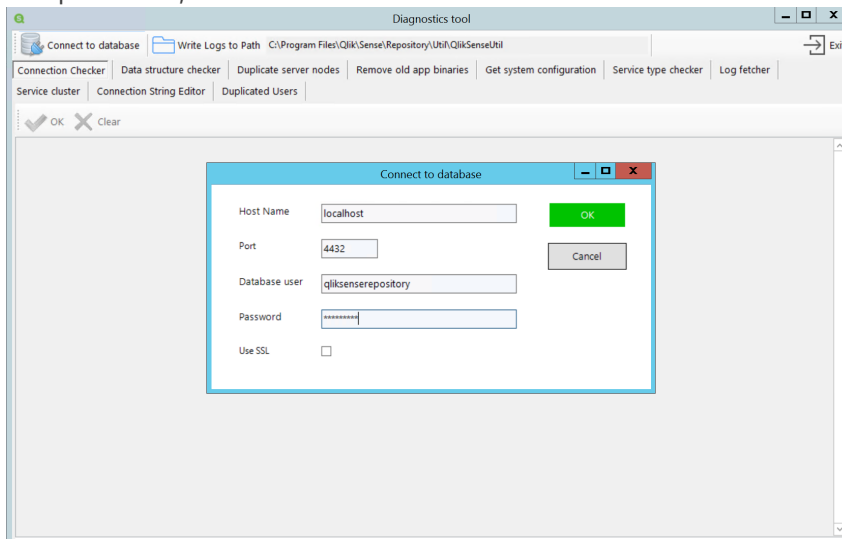 Diagnostics tool
Connect to database Write Logs to Path C:\Program Files\Qlik\Sense\Repository\Util\QlikSenseUtil Exi
Connection Checker Data structure checker Duplicate server nodes Remove old app binaries Get system configuration Service type checker Log fetcher
Service cluster Connection String Editor Duplicated Users
OK Clear
Connect to database
Host Name localhost OK
Port 4432 Cancel
Database user qliksenserepository
Password *********
Use SSL